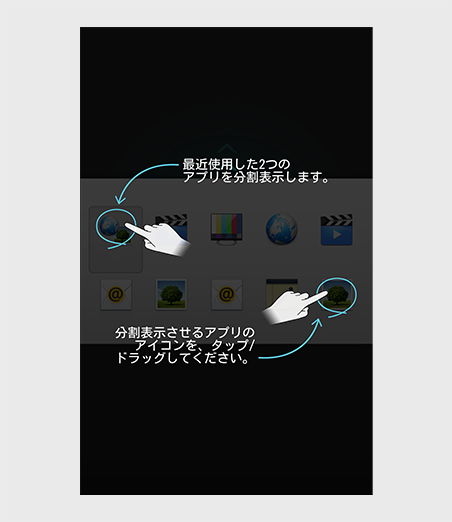 最近使用した2つの
アプリを分割表示します。
@
@
分割表示させるアプリの
アイコンを、タップ/
ドラッグしてください。